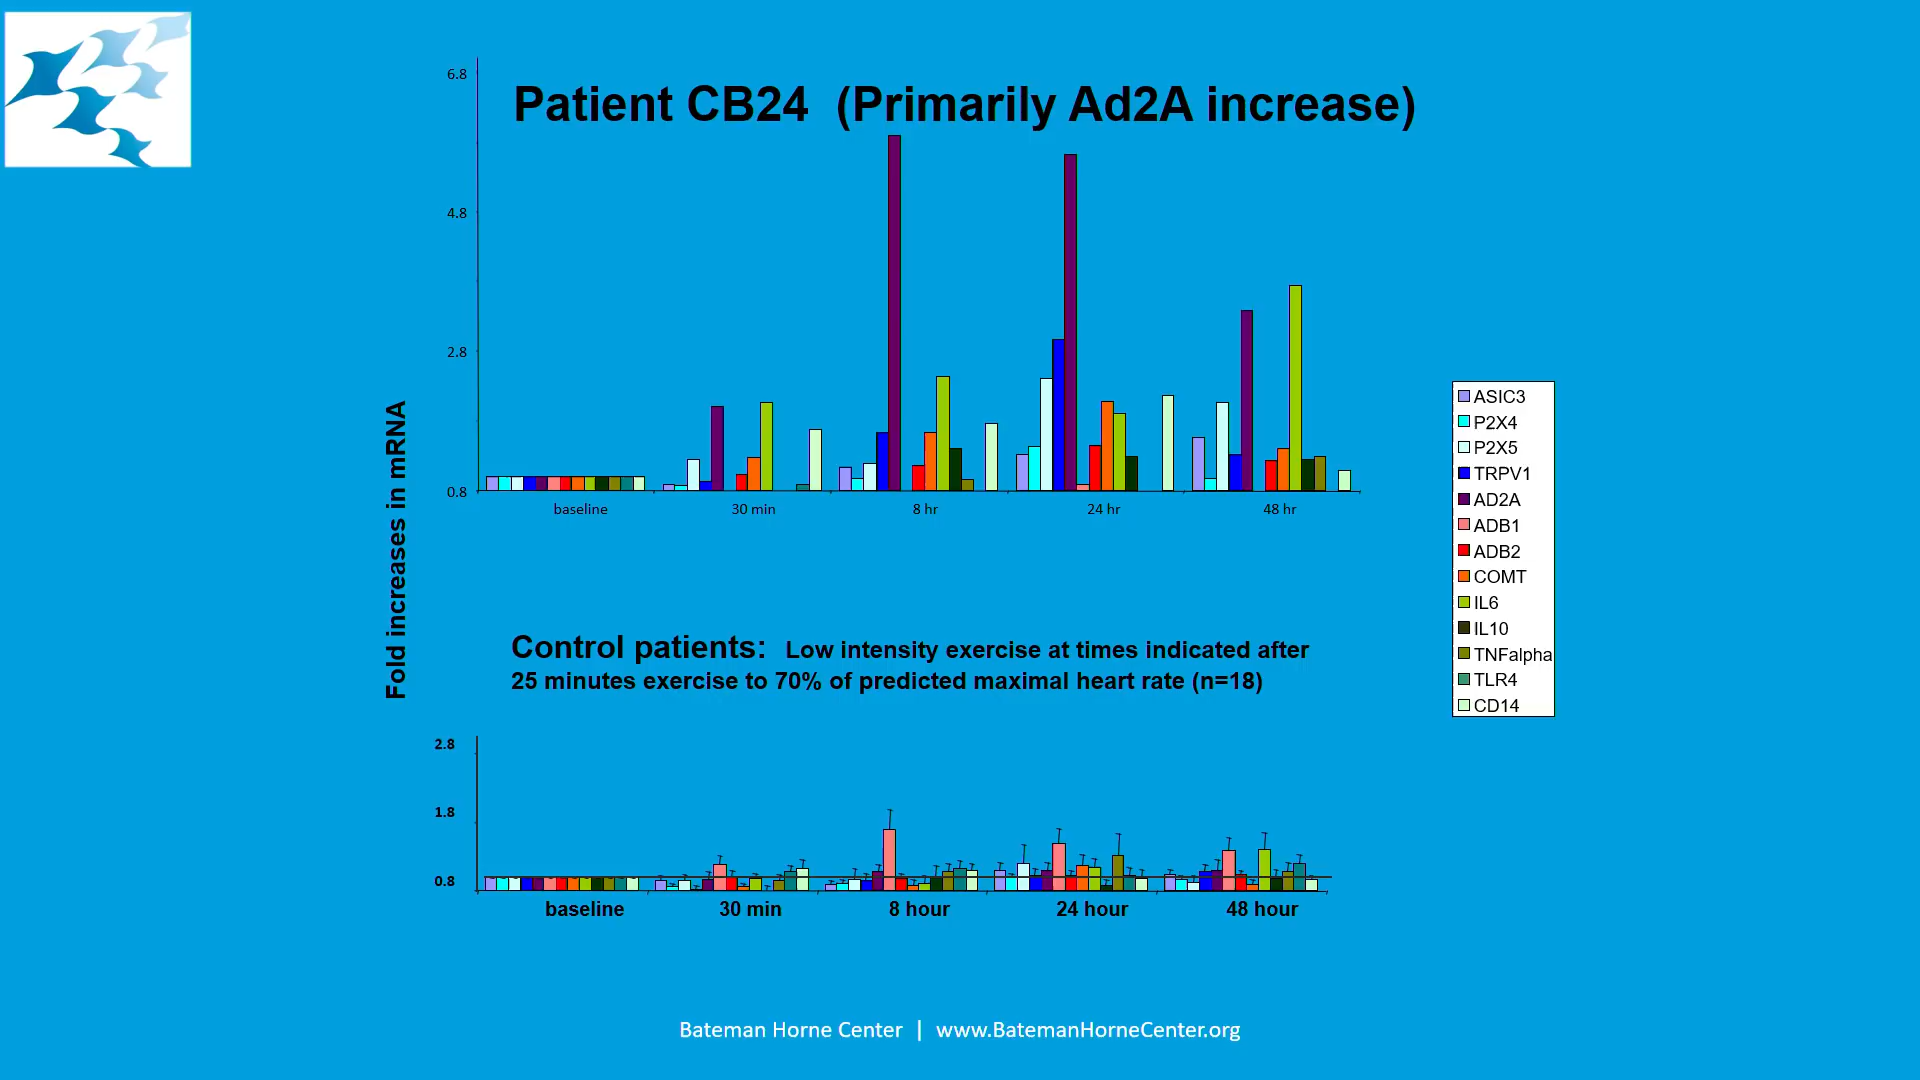 Patient CB24 (Primarily Ad2A increase)
6.8
4.8
2.8
0.8
baseline 30 min 8 hr 24 hr 48 hr
Fold increases in mRNA
ASIC3
P2X4
P2X5
TRPV1
AD2A
ADB1
ADB2
COMT
IL6
IL10
TNFalpha
TLR4
CD14
Control patients: Low intensity exercise at times indicated after
25 minutes exercise to 70% of predicted maximal heart rate (n=18)
2.8
1.8
0.8
baseline 30 min 8 hour 24 hour 48 hour
Bateman Horne Center | www.BatemanHorneCenter.org